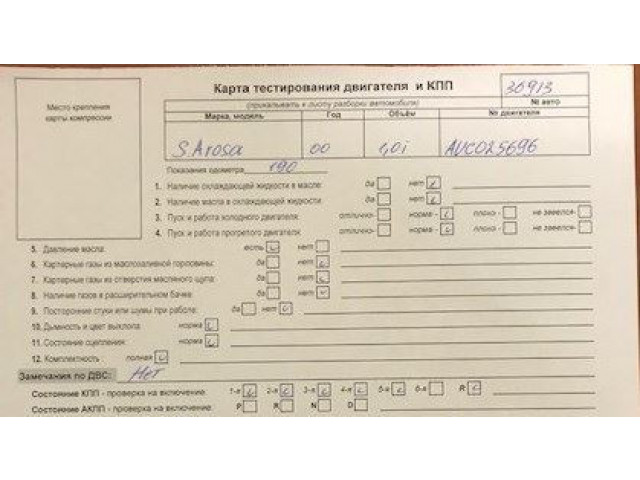 Место крепления
карты компрессии
Карта тестирования двигателя и КПП 30913
(прикалывать к листу разборки автомобиля) № авто
Марка, модель Год Объём № двигателя
S.Arosa 00 1,0i AUC025696
Показания одометра 190
1. Наличие охлаждающей жидкости в масле: да нет
2. Наличие масла в охлаждающей жидкости: да нет
3. Пуск и работа холодного двигателя: отлично- норма - плохо - не завелся-
4. Пуск и работа прогретого двигателя: отлично- норма - плохо - не завелся-
5. Давление масла: есть нет
6. Картерные газы из маслозаливной горловины: да нет
7. Картерные газы из отверстия масляного щупа: да нет
8. Наличие газов в расширительном бачке: да нет
9. Посторонние стуки или шумы при работе: да нет
10. Дымность и цвет выхлопа: норма
11. Состояние сцепления: норма
12. Комплектность : полная
Замечания по ДВС: Нет
Состояние КПП - проверка на включение: 1-я 2-я 3-я 4-я 5-я 6-я R
Состояние АКПП - проверка на включение: P R N D